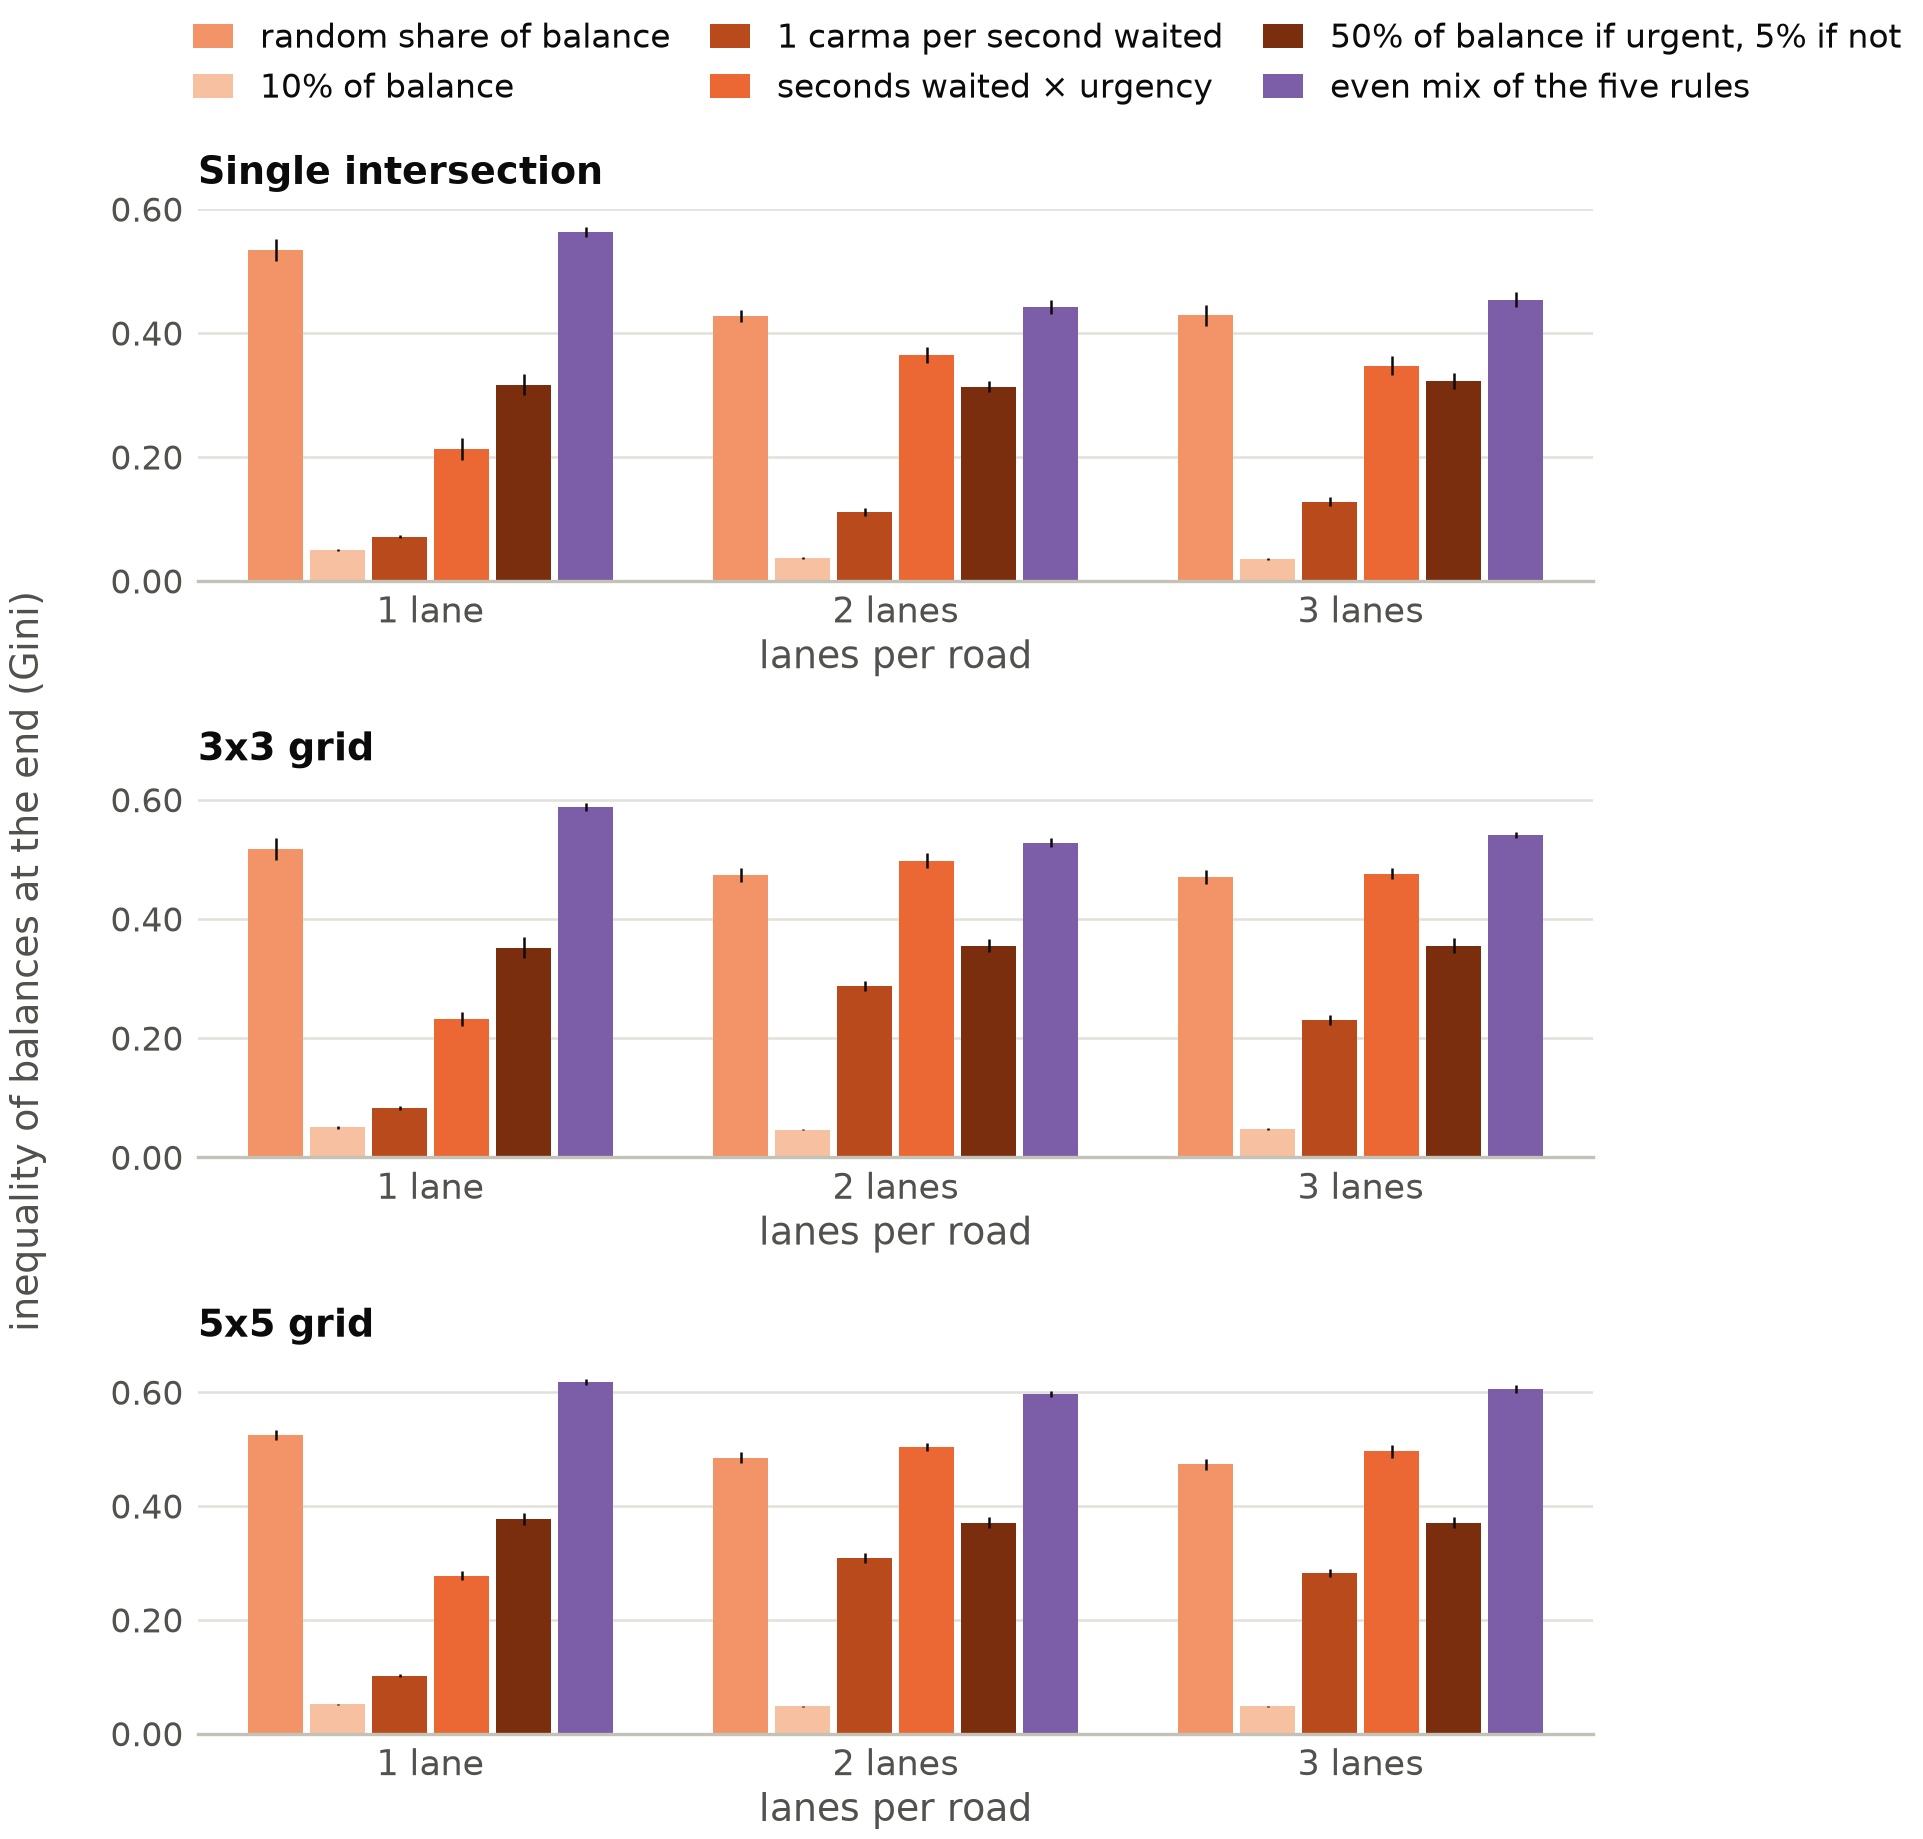 random share of balance
1 carma per second waited
50% of balance if urgent, 5% if not
10% of balance
seconds waited × urgency
even mix of the five rules
inequality of balances at the end (Gini)
Single intersection
0.60
0.40
0.20
0.00
1 lane
2 lanes
3 lanes
lanes per road
3x3 grid
0.60
0.40
0.20
0.00
1 lane
2 lanes
3 lanes
lanes per road
5x5 grid
0.60
0.40
0.20
0.00
1 lane
2 lanes
3 lanes
lanes per road